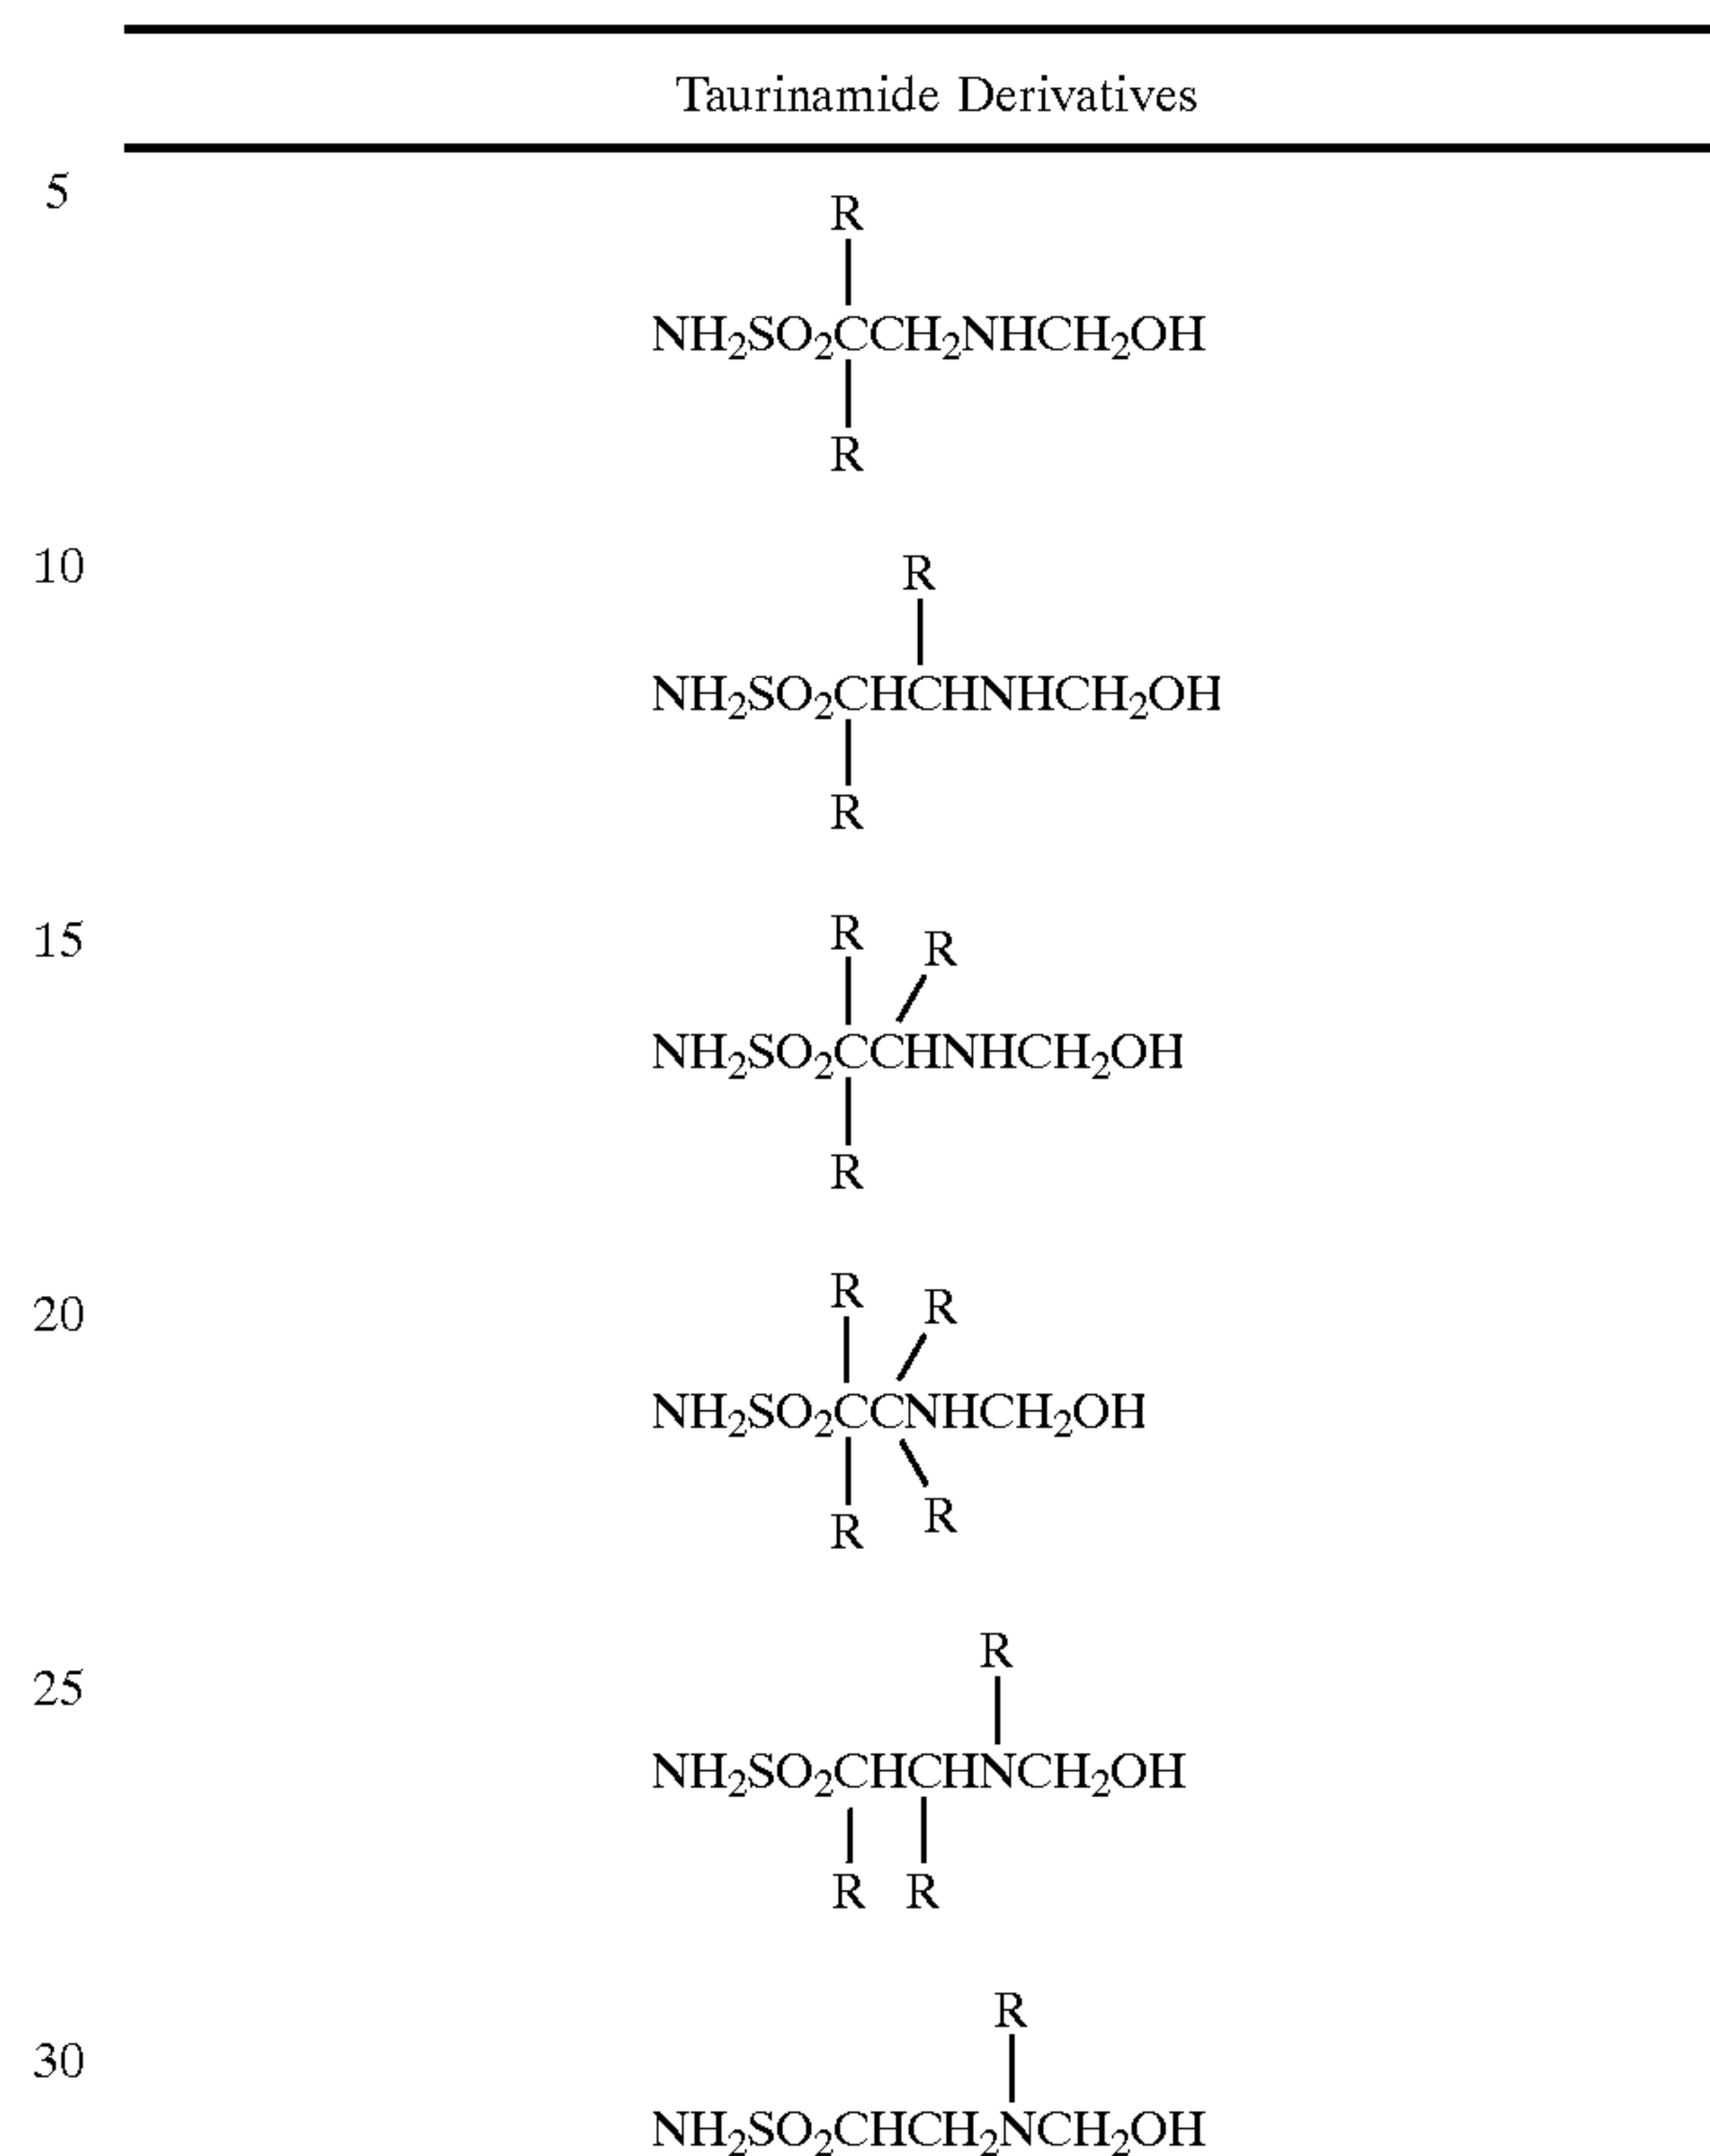 Taurinamide Derivatives
5
R
NH₂SO₂CCH₂NHCH₂OH
R
10
R
NH₂SO₂CHCHNHCH₂OH
R
15
R R
NH₂SO₂CCHNHCH₂OH
R
20
R R
NH₂SO₂CCNHCH₂OH
R R
25
R
NH₂SO₂CHCHNCH₂OH
R R
30
R
NH₂SO₂CHCH₂NCH₂OH